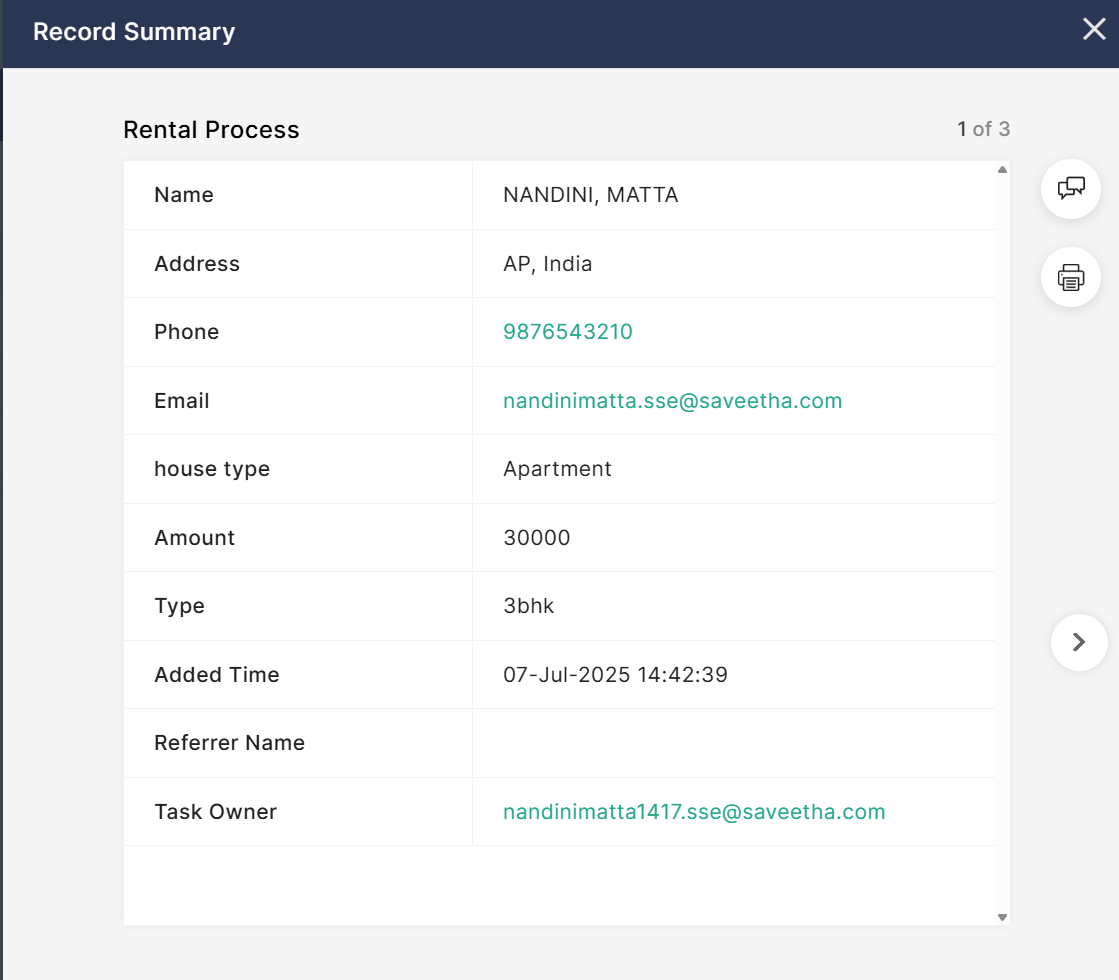 Record Summary
Rental Process
1 of 3
Name NANDINI, MATTA
Address AP, India
Phone 9876543210
Email nandinimatta.sse@saveetha.com
house type Apartment
Amount 30000
Type 3bhk
Added Time 07-Jul-2025 14:42:39
Referrer Name
Task Owner nandinimatta1417.sse@saveetha.com